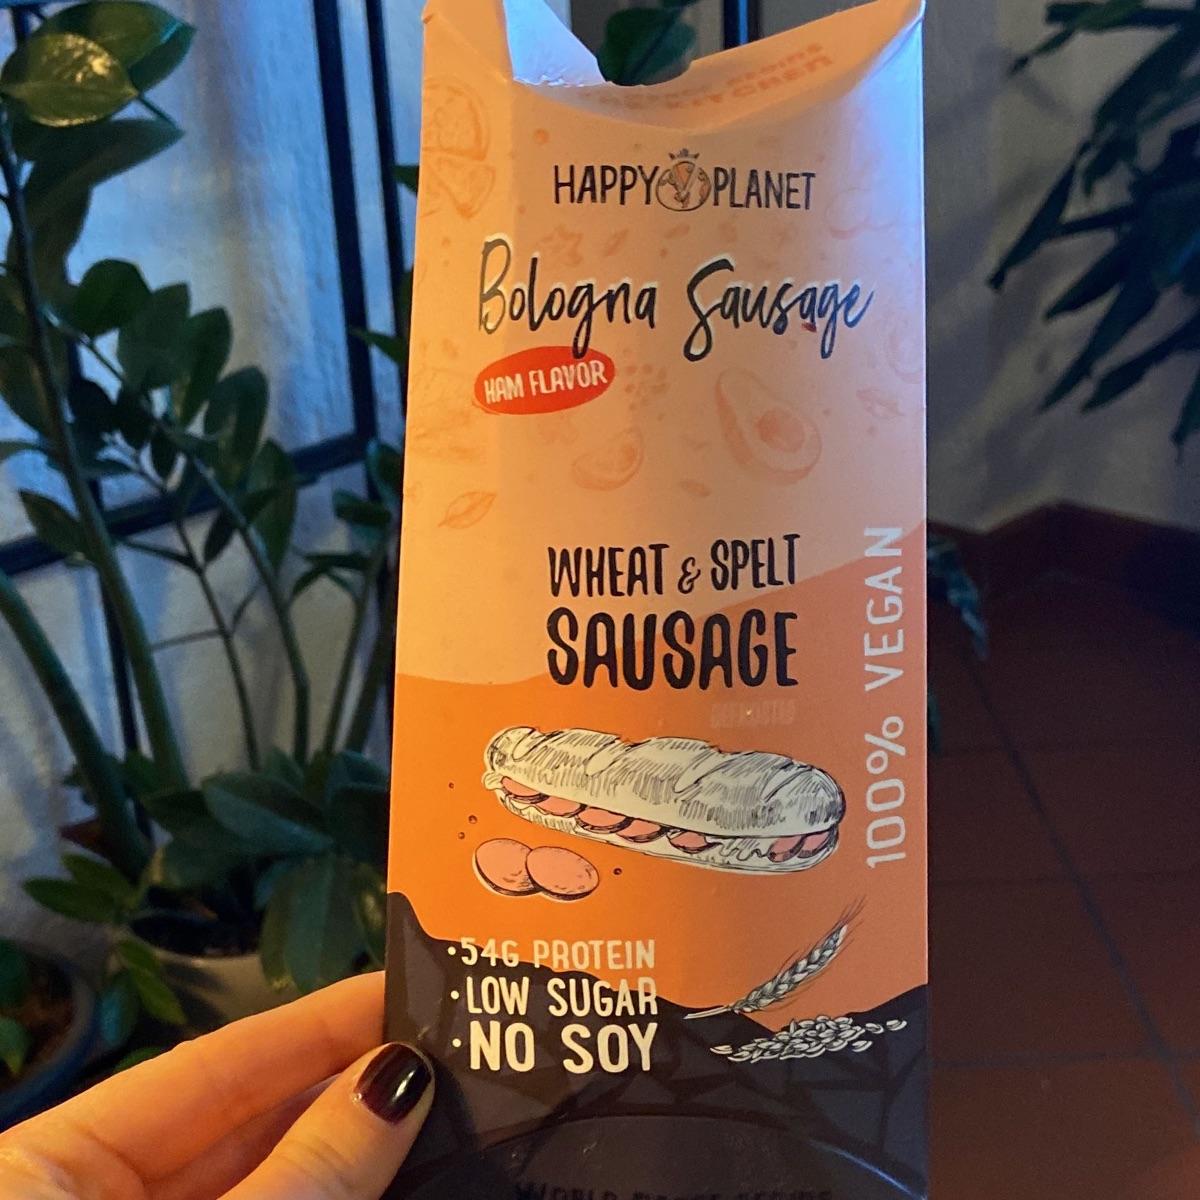 HAPPY PLANET
Bologna Sausage
HAM FLAVOR
WHEAT & SPELT
SAUSAGE
100% VEGAN
•54G PROTEIN
•LOW SUGAR
•NO SOY